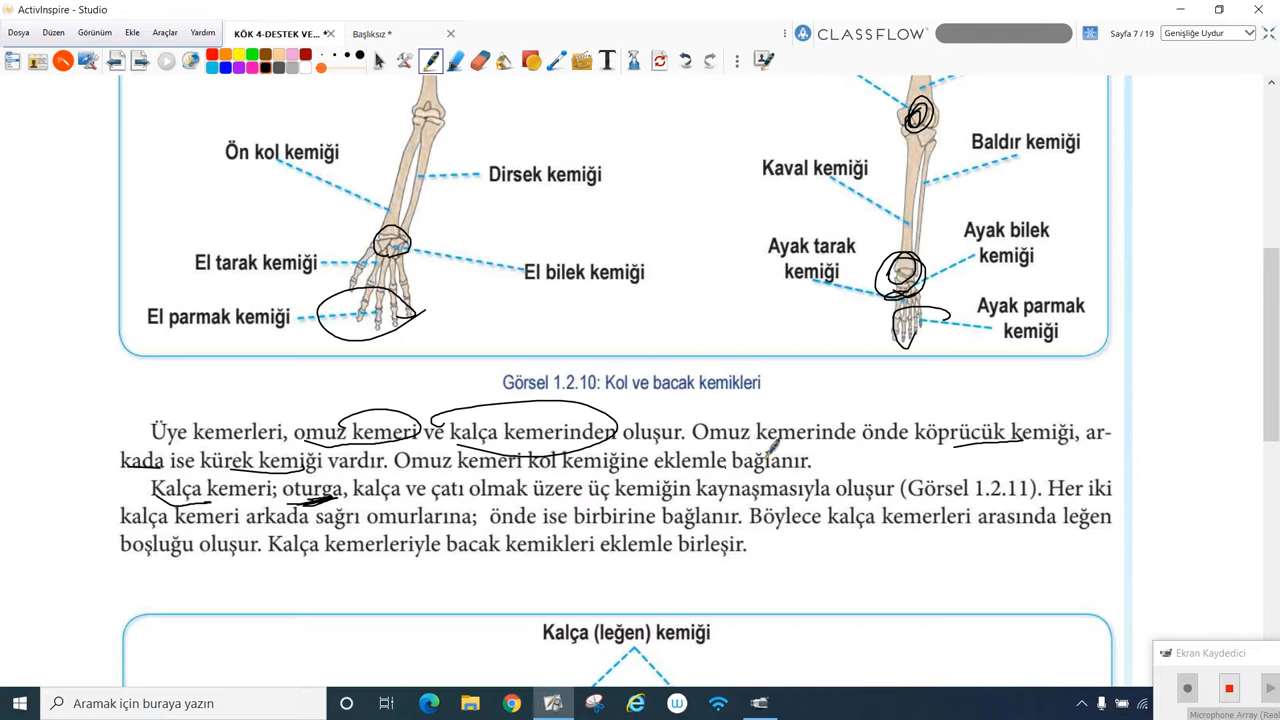 ActivInspire - Studio
Dosya Düzen Görünüm Ekle Araçlar Yardım
KÖK 4-DESTEK VE... *
Başlıksız *
CLASSFLOW
Sayfa 7 / 19
Genişliğe Uydur
Ön kol kemiği
Dirsek kemiği
El tarak kemiği
El bilek kemiği
El parmak kemiği
Baldır kemiği
Kaval kemiği
Ayak bilek
kemiği
Ayak tarak
kemiği
Ayak parmak
kemiği
Görsel 1.2.10: Kol ve bacak kemikleri
Üye kemerleri, omuz kemeri ve kalça kemerinden oluşur. Omuz kemerinde önde köprücük kemiği, ar-
kada ise kürek kemiği vardır. Omuz kemeri kol kemiğine eklemle bağlanır.
Kalça kemeri; oturga, kalça ve çatı olmak üzere üç kemiğin kaynaşmasıyla oluşur (Görsel 1.2.11). Her iki
kalça kemeri arkada sağrı omurlarına; önde ise birbirine bağlanır. Böylece kalça kemerleri arasında leğen
boşluğu oluşur. Kalça kemerleriyle bacak kemikleri eklemle birleşir.
Kalça (leğen) kemiği
Ekran Kaydedici
Microphone Array (Real
Aramak için buraya yazın